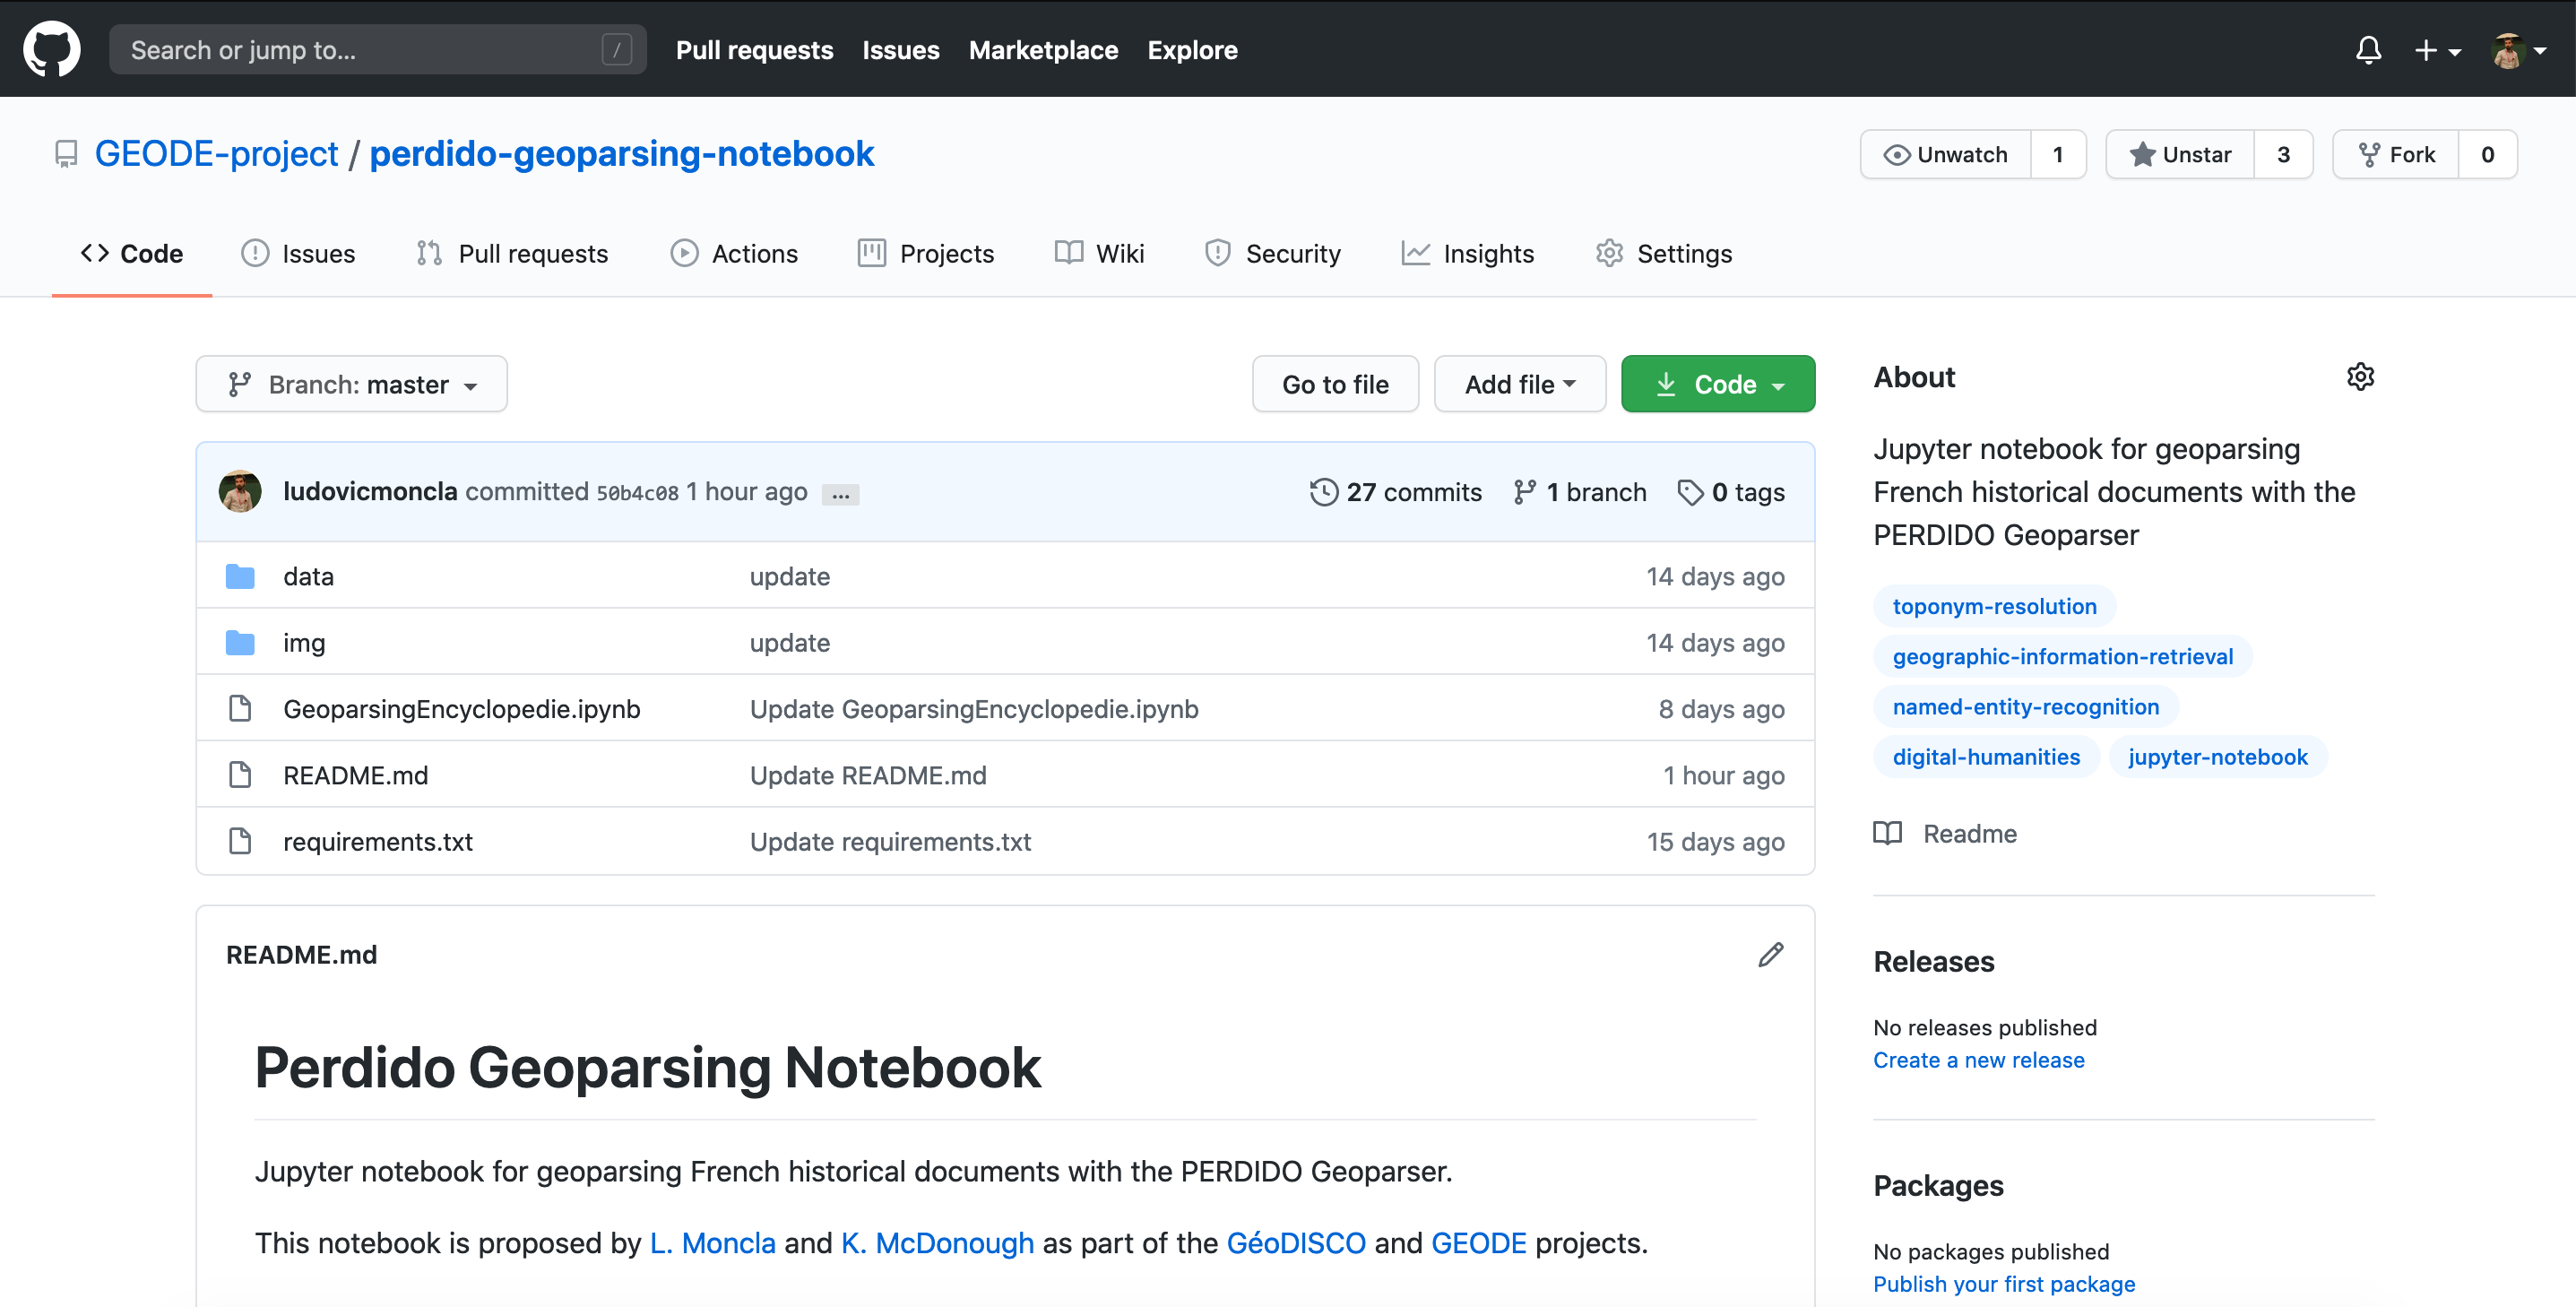 Search or jump to... /
Pull requests Issues Marketplace Explore
GEODE-project / perdido-geoparsing-notebook
Unwatch 1 Unstar 3 Fork 0
Code Issues Pull requests Actions Projects Wiki Security Insights Settings
Branch: master
Go to file Add file Code
ludovicmoncla committed 50b4c08 1 hour ago ...
27 commits 1 branch 0 tags
data update 14 days ago
img update 14 days ago
GeoparsingEncyclopedie.ipynb Update GeoparsingEncyclopedie.ipynb 8 days ago
README.md Update README.md 1 hour ago
requirements.txt Update requirements.txt 15 days ago
README.md
Perdido Geoparsing Notebook
Jupyter notebook for geoparsing French historical documents with the PERDIDO Geoparser.
This notebook is proposed by L. Moncla and K. McDonough as part of the GéoDISCO and GEODE projects.
About
Jupyter notebook for geoparsing
French historical documents with the
PERDIDO Geoparser
toponym-resolution
geographic-information-retrieval
named-entity-recognition
digital-humanities jupyter-notebook
Readme
Releases
No releases published
Create a new release
Packages
No packages published
Publish your first package